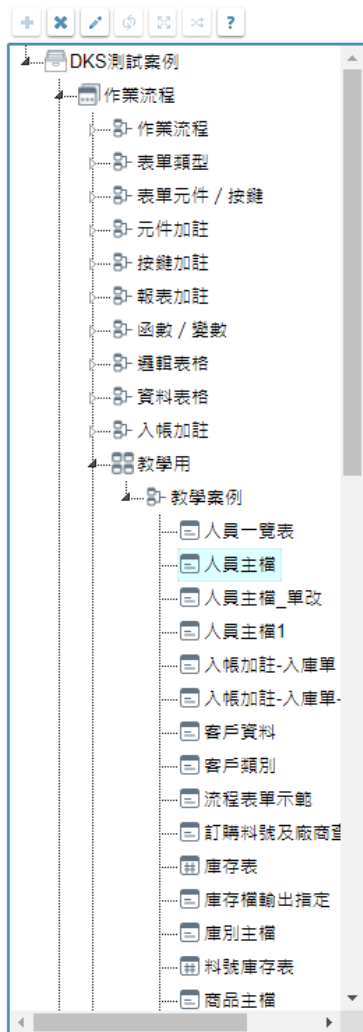 ?
DKS測試案例
作業流程
作業流程
表單類型
表單元件 / 按鍵
元件加註
按鍵加註
報表加註
函數 / 變數
邏輯表格
資料表格
入帳加註
教學用
教學案例
人員一覽表
人員主檔
人員主檔_單改
人員主檔1
入帳加註-入庫單
入帳加註-入庫單-
客戶資料
客戶類別
流程表單示範
訂購料號及廠商
庫存表
庫存檔輸出指定
庫別主檔
料號庫存表
商品主檔